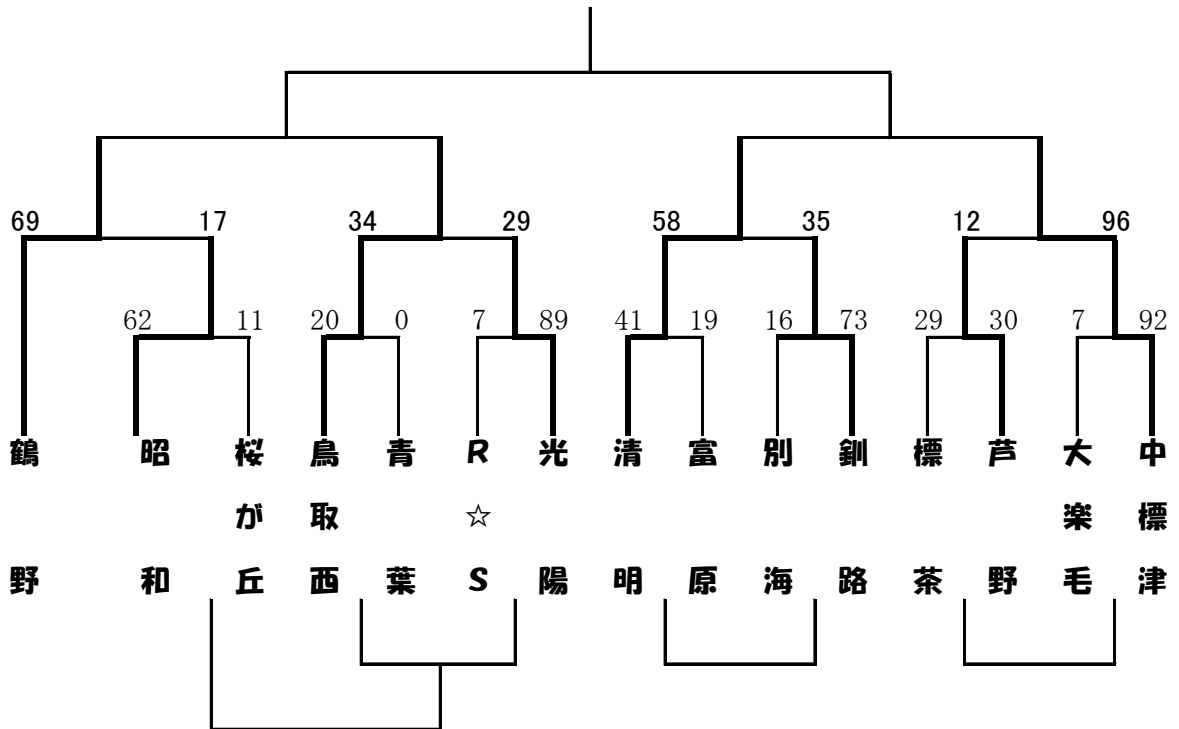 69 17 34 29 58 35 12 96
62 11 20 0 7 89 41 19 16 73 29 30 7 92
鶴野
昭和
桜が丘
鳥取西
青葉
R☆S
光陽
清明
富原
別海
釧路
標茶
芦野
大楽毛
中標津